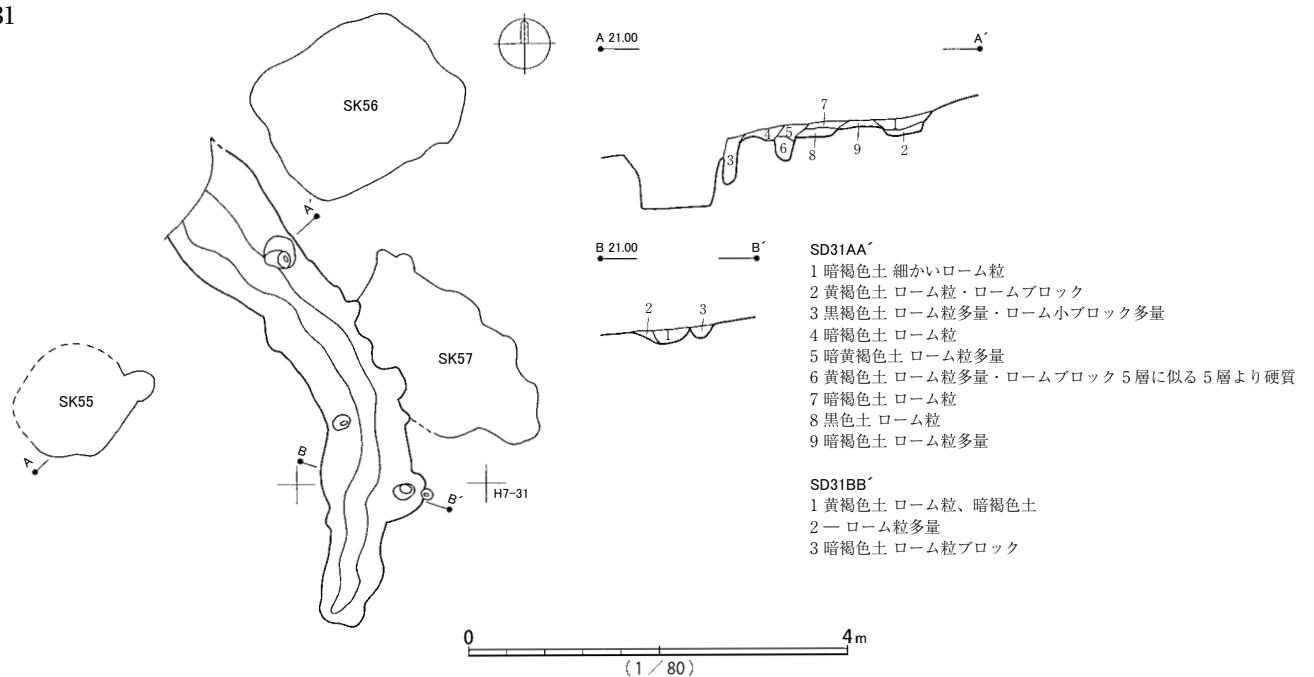 31
SK56
A´
SK57
SK55
A
B
B´
H7-31
A 21.00
A´
7
4 5
6
3
8
9
1
2
B 21.00
B´
2
3
1
SD31AA´
1 暗褐色土 細かいローム粒
2 黄褐色土 ローム粒・ロームブロック
3 黒褐色土 ローム粒多量・ローム小ブロック多量
4 暗褐色土 ローム粒
5 暗黄褐色土 ローム粒多量
6 黄褐色土 ローム粒多量・ロームブロック 5 層に似る 5 層より硬質
7 暗褐色土 ローム粒
8 黒色土 ローム粒
9 暗褐色土 ローム粒多量
SD31BB´
1 黄褐色土 ローム粒、暗褐色土
2 ― ローム粒多量
3 暗褐色土 ローム粒ブロック
0
4m
(1／80)